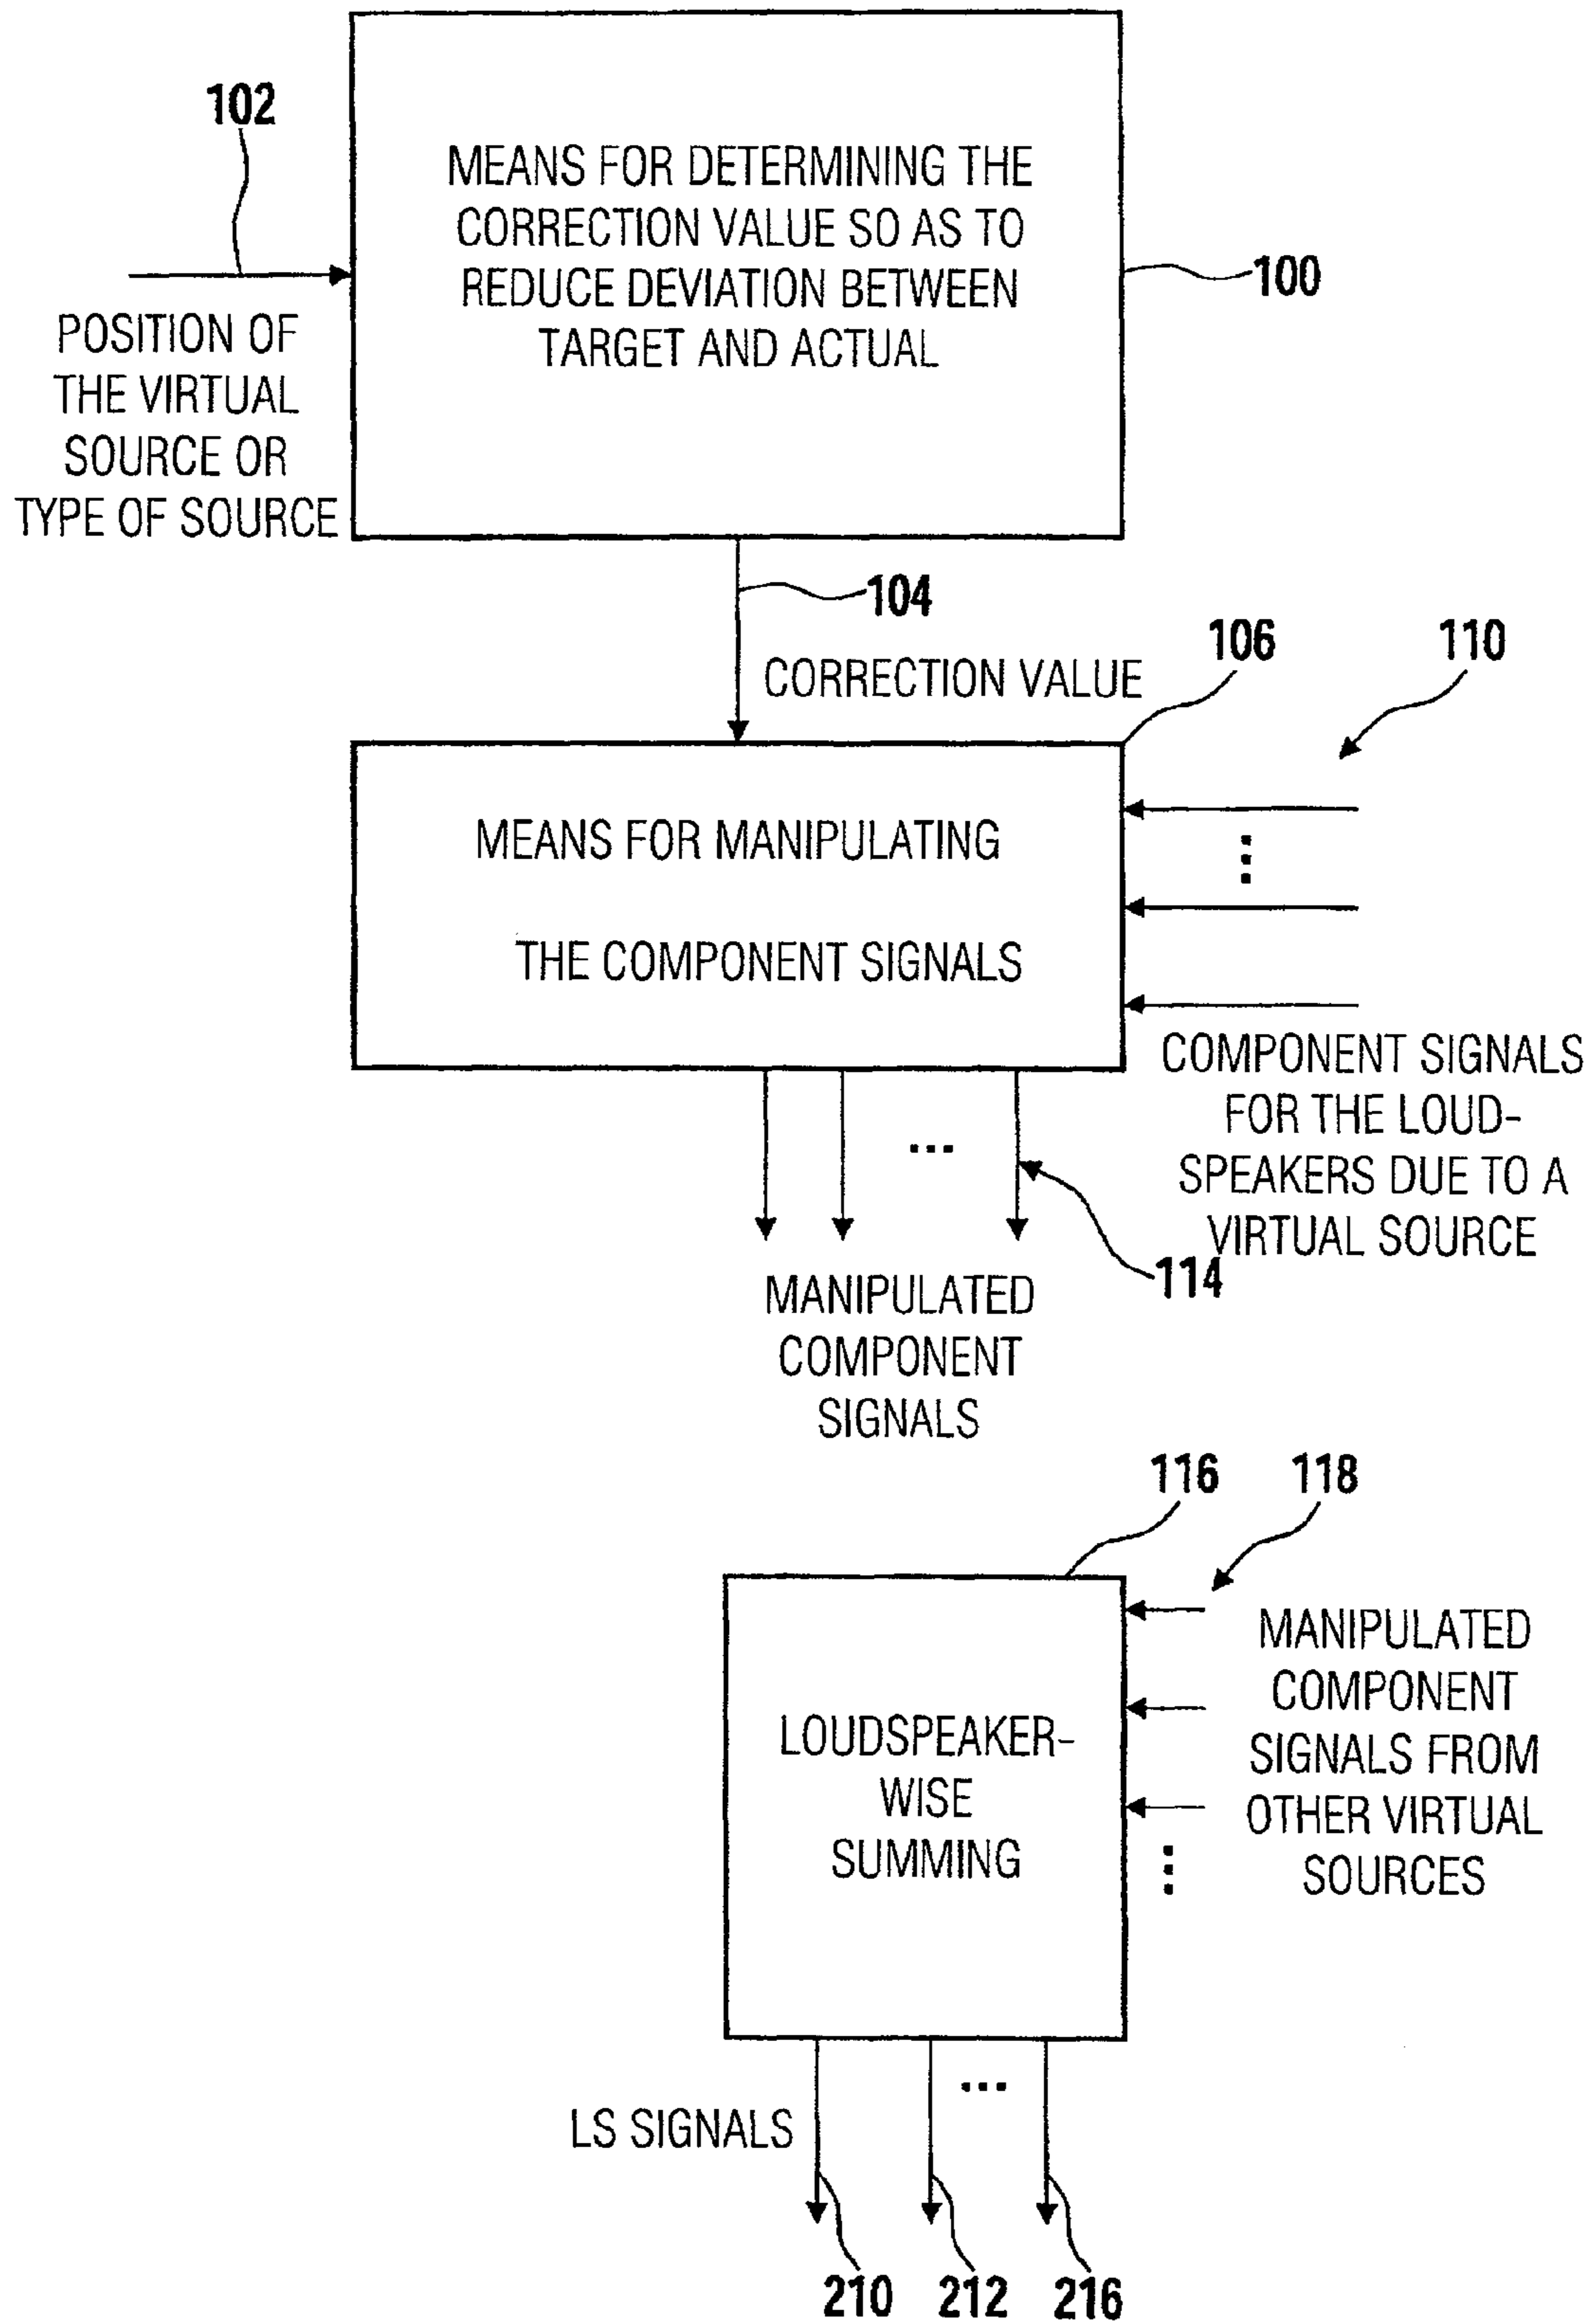 102
MEANS FOR DETERMINING THE
CORRECTION VALUE SO AS TO
REDUCE DEVIATION BETWEEN
TARGET AND ACTUAL
100
POSITION OF
THE VIRTUAL
SOURCE OR
TYPE OF SOURCE
104
CORRECTION VALUE
106
110
MEANS FOR MANIPULATING
THE COMPONENT SIGNALS
COMPONENT SIGNALS
FOR THE LOUD-
SPEAKERS DUE TO A
VIRTUAL SOURCE
114
MANIPULATED
COMPONENT
SIGNALS
116
118
LOUDSPEAKER-
WISE
SUMMING
MANIPULATED
COMPONENT
SIGNALS FROM
OTHER VIRTUAL
SOURCES
LS SIGNALS
210
212
216